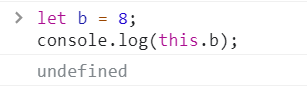 > let b = 8;
console.log(this.b);
undefined